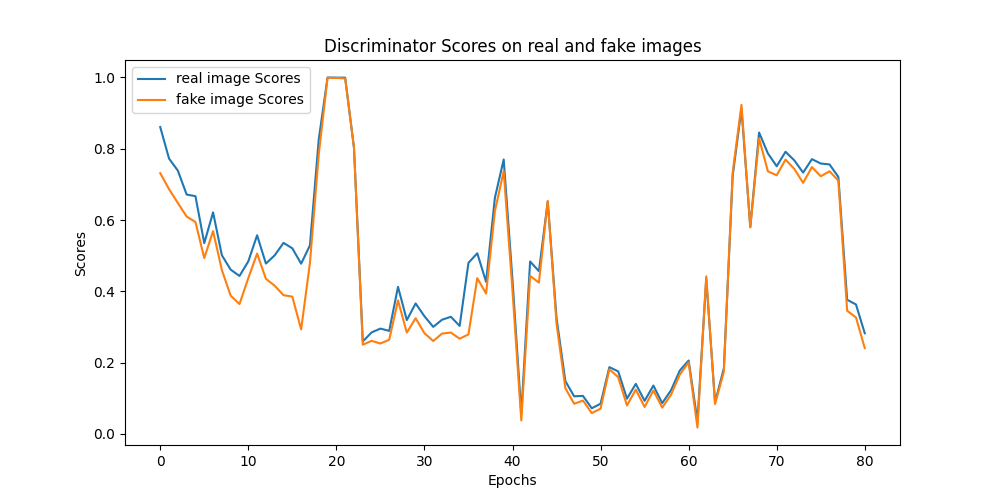 Discriminator Scores on real and fake images
real image Scores
fake image Scores
1.0
0.8
0.6
0.4
0.2
0.0
Scores
0 10 20 30 40 50 60 70 80
Epochs